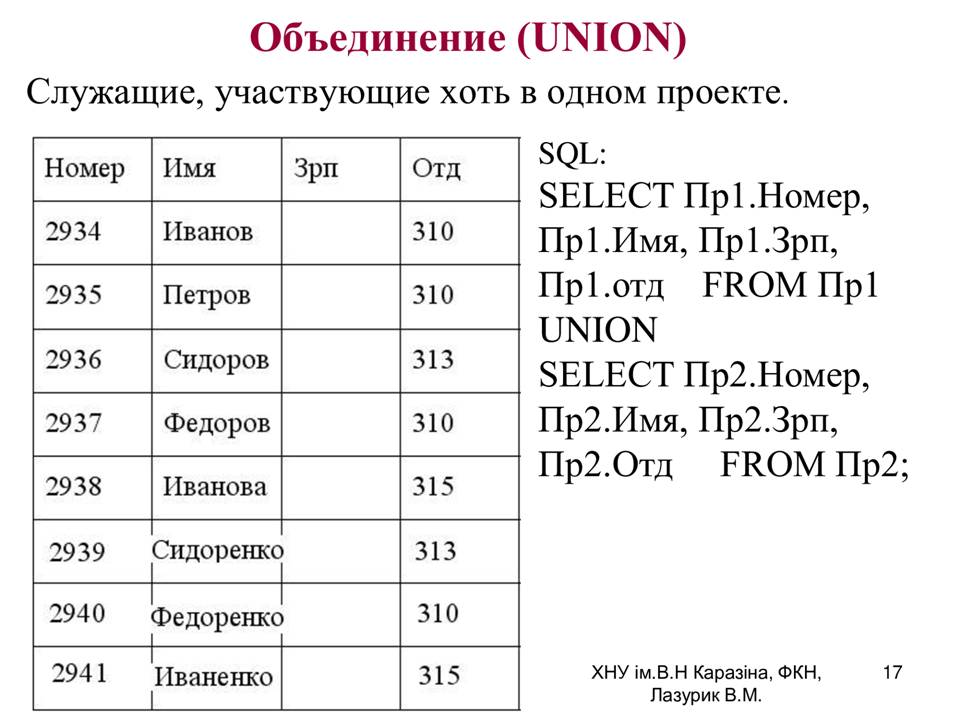 Объединение (UNION)
Служащие, участвующие хоть в одном проекте.
Номер Имя Зрп Отд
2934 Иванов 310
2935 Петров 310
2936 Сидоров 313
2937 Федоров 310
2938 Иванова 315
2939 Сидоренко 313
2940 Федоренко 310
2941 Иваненко 315
SQL:
SELECT Пр1.Номер,
Пр1.Имя, Пр1.Зрп,
Пр1.отд FROM Пр1
UNION
SELECT Пр2.Номер,
Пр2.Имя, Пр2.Зрп,
Пр2.Отд FROM Пр2;
ХНУ ім.В.Н Каразіна, ФКН,
Лазурик В.М.
17